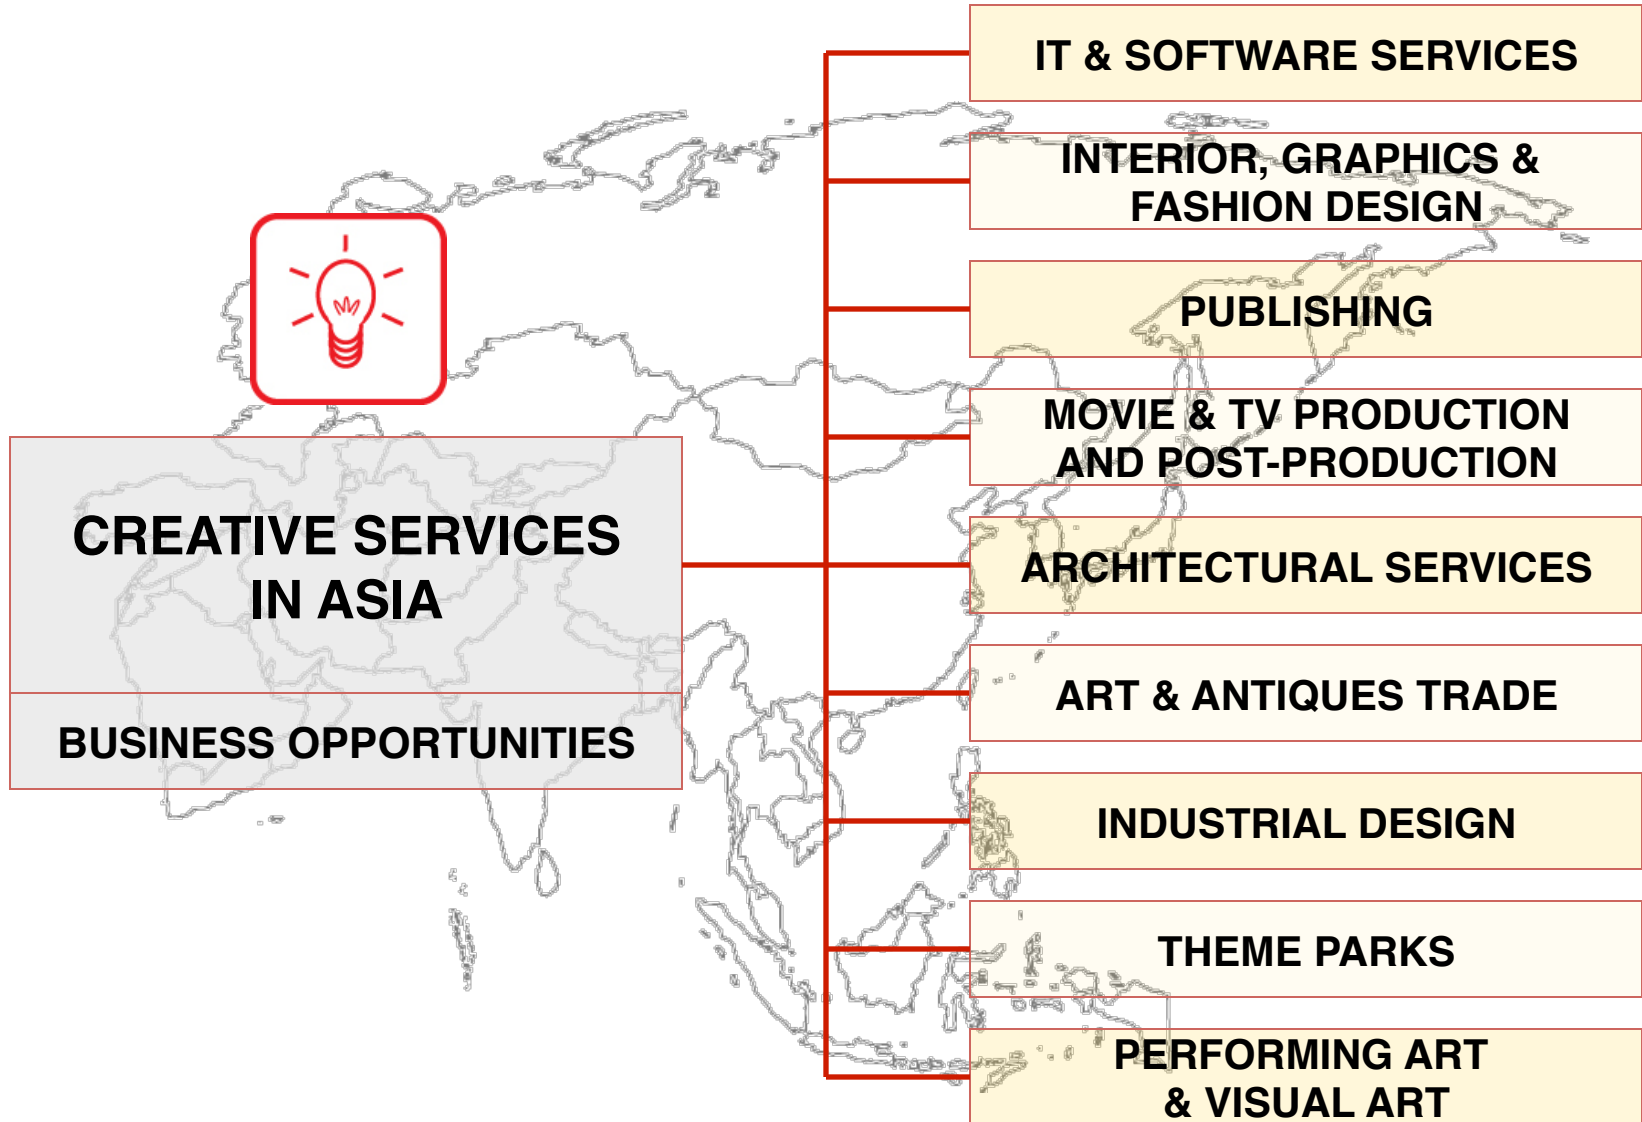 IT & SOFTWARE SERVICES
INTERIOR, GRAPHICS &
FASHION DESIGN
PUBLISHING
MOVIE & TV PRODUCTION
AND POST-PRODUCTION
CREATIVE SERVICES
IN ASIA
BUSINESS OPPORTUNITIES
ARCHITECTURAL SERVICES
ART & ANTIQUES TRADE
INDUSTRIAL DESIGN
THEME PARKS
PERFORMING ART
& VISUAL ART